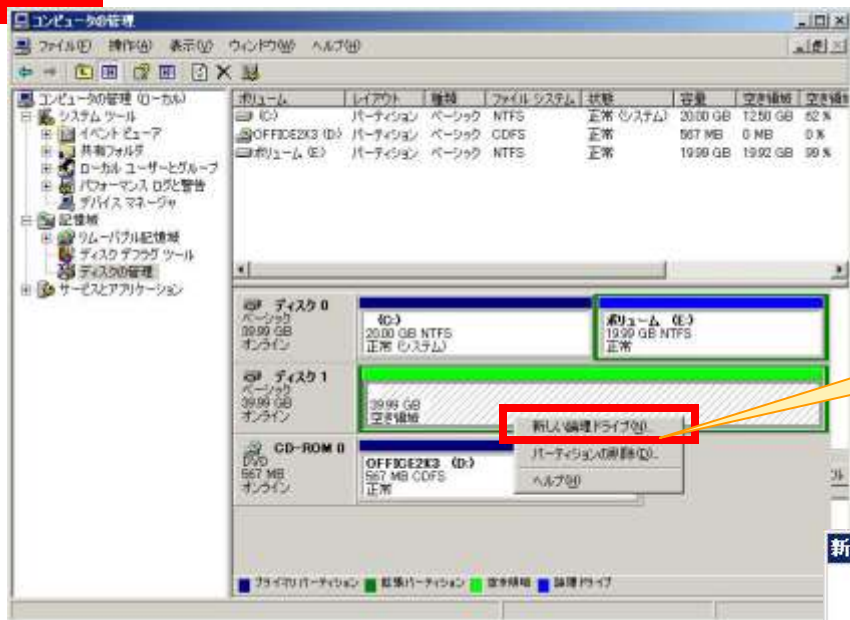 コンピュータの管理
ファイル(F) 操作(A) 表示(V) ウィンドウ(W) ヘルプ(H)
コンピュータの管理 (ローカル)
システム ツール
イベント ビューア
共有フォルダ
ローカル ユーザーとグループ
パフォーマンス ログと警告
デバイス マネージャ
記憶域
リムーバブル記憶域
ディスク デフラグ ツール
ディスクの管理
サービスとアプリケーション
ボリューム レイアウト 種類 ファイル システム 状態 容量 空き領域 空き領
(C:) パーティション ベーシック NTFS 正常 (システム) 20.00 GB 12.50 GB 62 %
OFFICE2K3 (D:) パーティション ベーシック CDFS 正常 567 MB 0 MB 0 %
ボリューム (E:) パーティション ベーシック NTFS 正常 19.99 GB 19.92 GB 99 %
ディスク 0
ベーシック
39.99 GB
オンライン
(C:)
20.00 GB NTFS
正常 (システム)
ボリューム (E:)
19.99 GB NTFS
正常
ディスク 1
ベーシック
39.99 GB
オンライン
39.99 GB
空き領域
新しい論理ドライブ(N)...
パーティションの削除(D)...
ヘルプ(H)
CD-ROM 0
DVD
567 MB
オンライン
OFFICE2K3 (D:)
567 MB CDFS
正常
プライマリ パーティション 拡張パーティション 空き領域 論理ドライブ
新